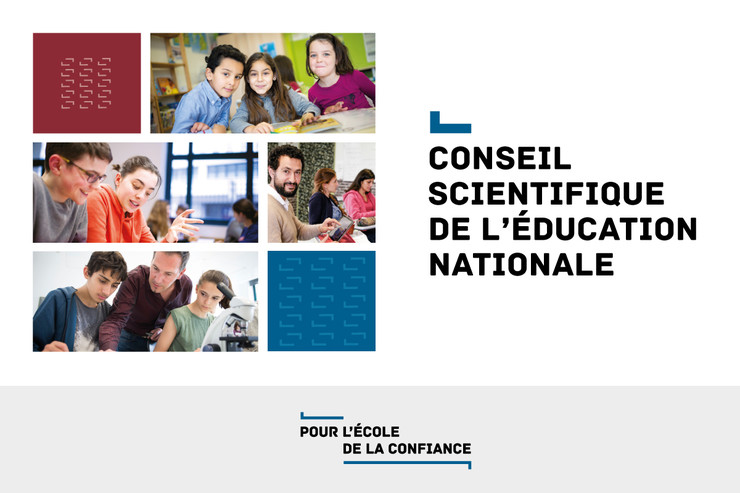 CONSEIL
SCIENTIFIQUE
DE L’ÉDUCATION
NATIONALE
POUR L’ÉCOLE
DE LA CONFIANCE